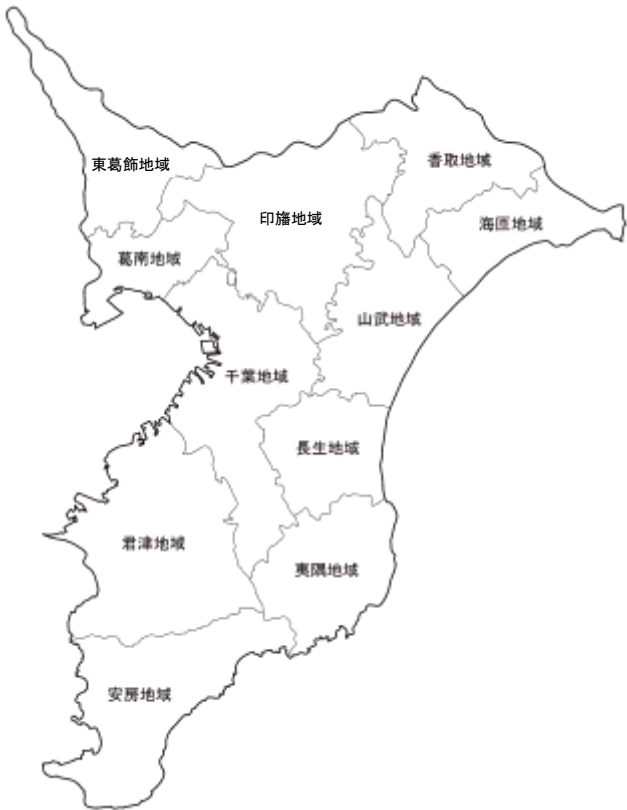 東葛飾地域
香取地域
印旛地域
海匝地域
葛南地域
山武地域
千葉地域
長生地域
君津地域
夷隅地域
安房地域